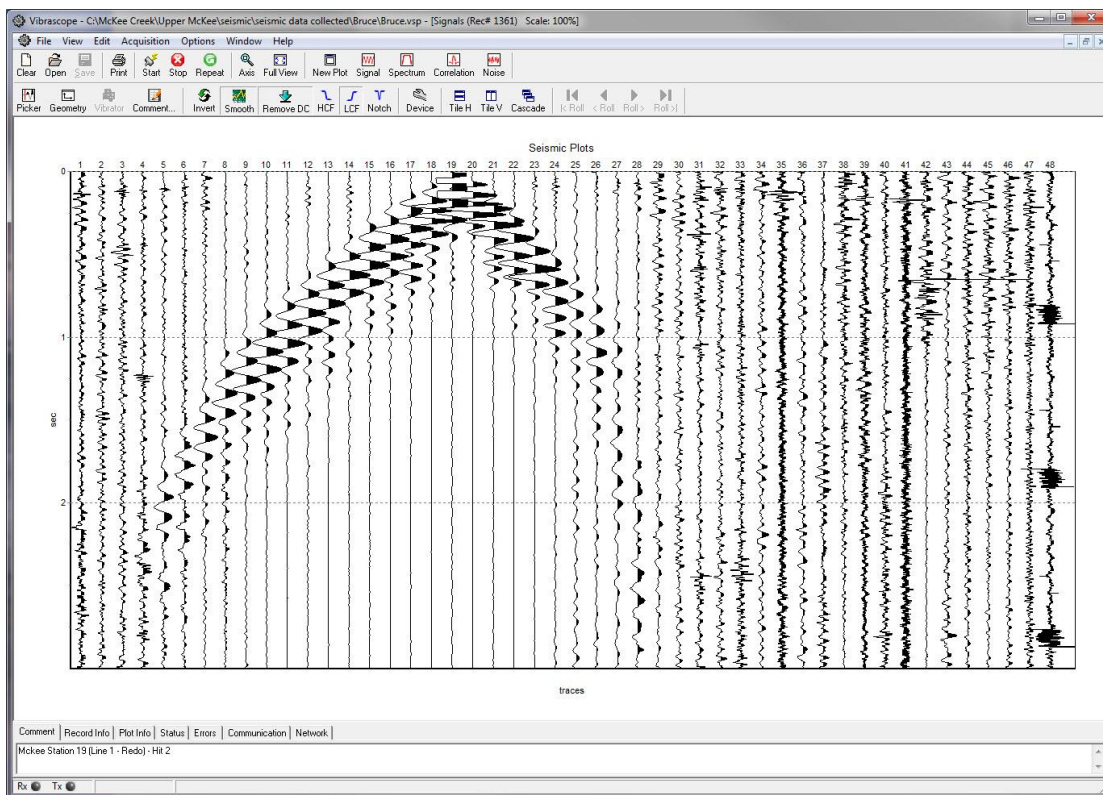 Vibrascope - C:\McKee Creek\Upper McKee\seismic\seismic data collected\Bruce\Bruce.vsp - [Signals (Rec# 1361) Scale: 100%]
File View Edit Acquisition Options Window Help
Clear Open Save Print Start Stop Repeat Axis Full View New Plot Signal Spectrum Correlation Noise
Picker Geometry Vibrator Comment... Invert Smooth Remove DC HCF LCF Notch Device Tile H Tile V Cascade |< Roll < Roll Roll > Roll >|
Seismic Plots
1 2 3 4 5 6 7 8 9 10 11 12 13 14 15 16 17 18 19 20 21 22 23 24 25 26 27 28 29 30 31 32 33 34 35 36 37 38 39 40 41 42 43 44 45 46 47 48
0
1
sec
2
traces
Comment Record Info Plot Info Status Errors Communication Network
Mckee Station 19 (Line 1 - Redo) - Hit 2
Rx Tx